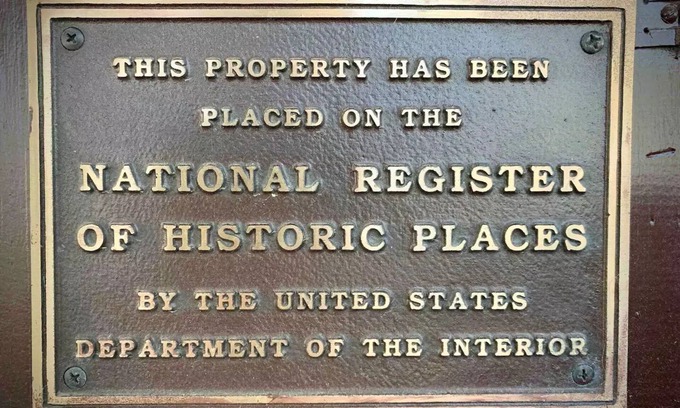 THIS PROPERTY HAS BEEN
PLACED ON THE
NATIONAL REGISTER
OF HISTORIC PLACES
BY THE UNITED STATES
DEPARTMENT OF THE INTERIOR